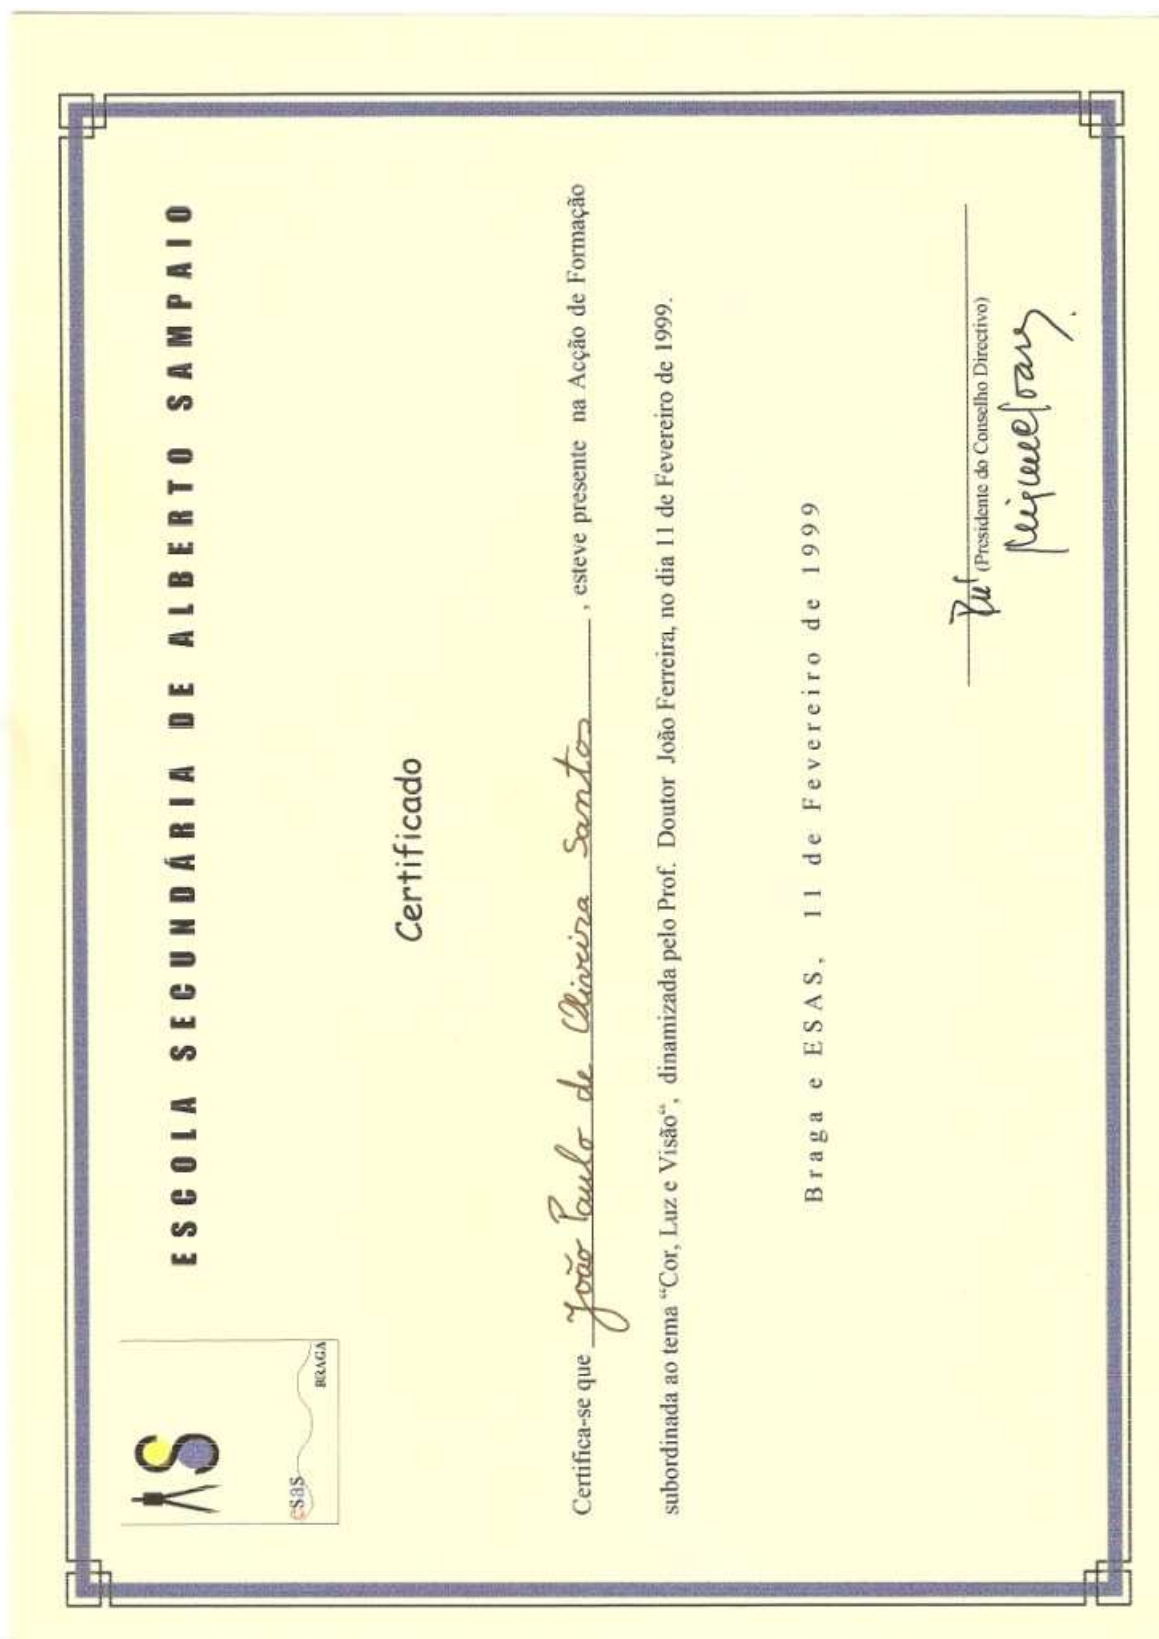 ESCOLA SECUNDÁRIA DE ALBERTO SAMPAIO
esas
BRAGA
Certificado
Certifica-se que João Paulo de Oliveira Santos, esteve presente na Acção de Formação
subordinada ao tema “Cor, Luz e Visão“, dinamizada pelo Prof. Doutor João Ferreira, no dia 11 de Fevereiro de 1999.
Braga e ESAS, 11 de Fevereiro de 1999
(Presidente do Conselho Directivo)